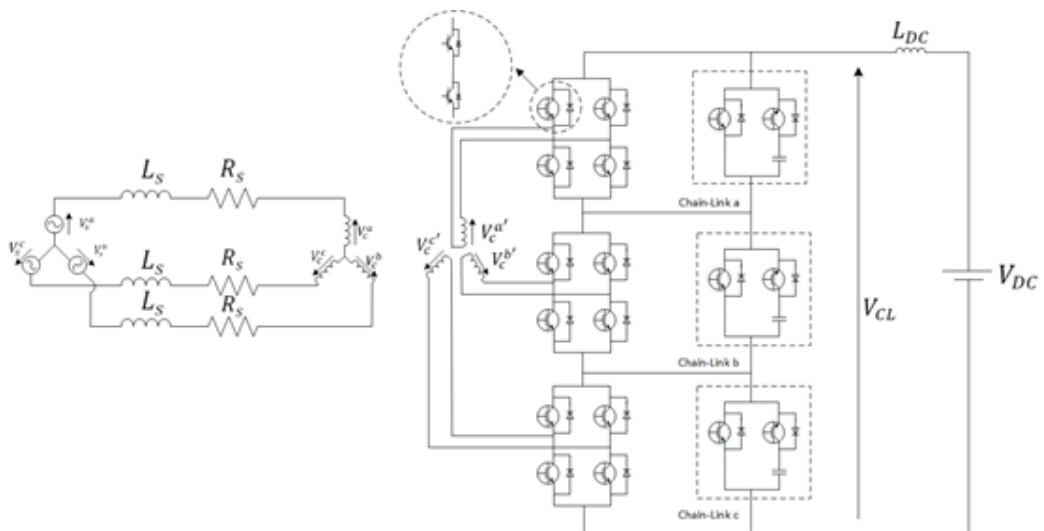 L_S R_s
V_s^a
V_s^c V_s^b
L_S R_s
L_S R_s
V_c^a
V_c^c V_c^b
V_c^{a'}
V_c^{c'} V_c^{b'}
Chain-Link a
Chain-Link b
Chain-Link c
L_{DC}
V_{CL}
V_{DC}